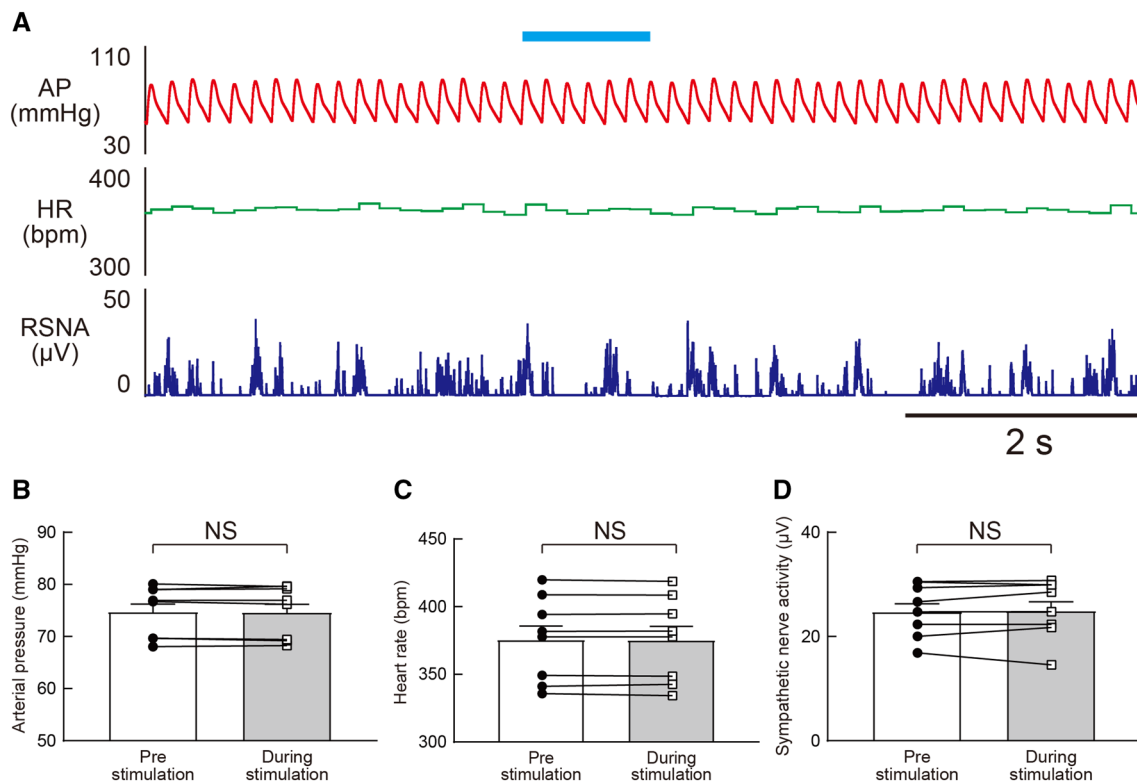 A
AP
(mmHg)
110
30
HR
(bpm)
400
300
RSNA
(μV)
50
0
2 s
B
Arterial pressure (mmHg)
90
80
70
60
50
NS
Pre
stimulation
During
stimulation
C
Heart rate (bpm)
450
400
350
300
NS
Pre
stimulation
During
stimulation
D
Sympathetic nerve activity (μV)
40
20
0
NS
Pre
stimulation
During
stimulation